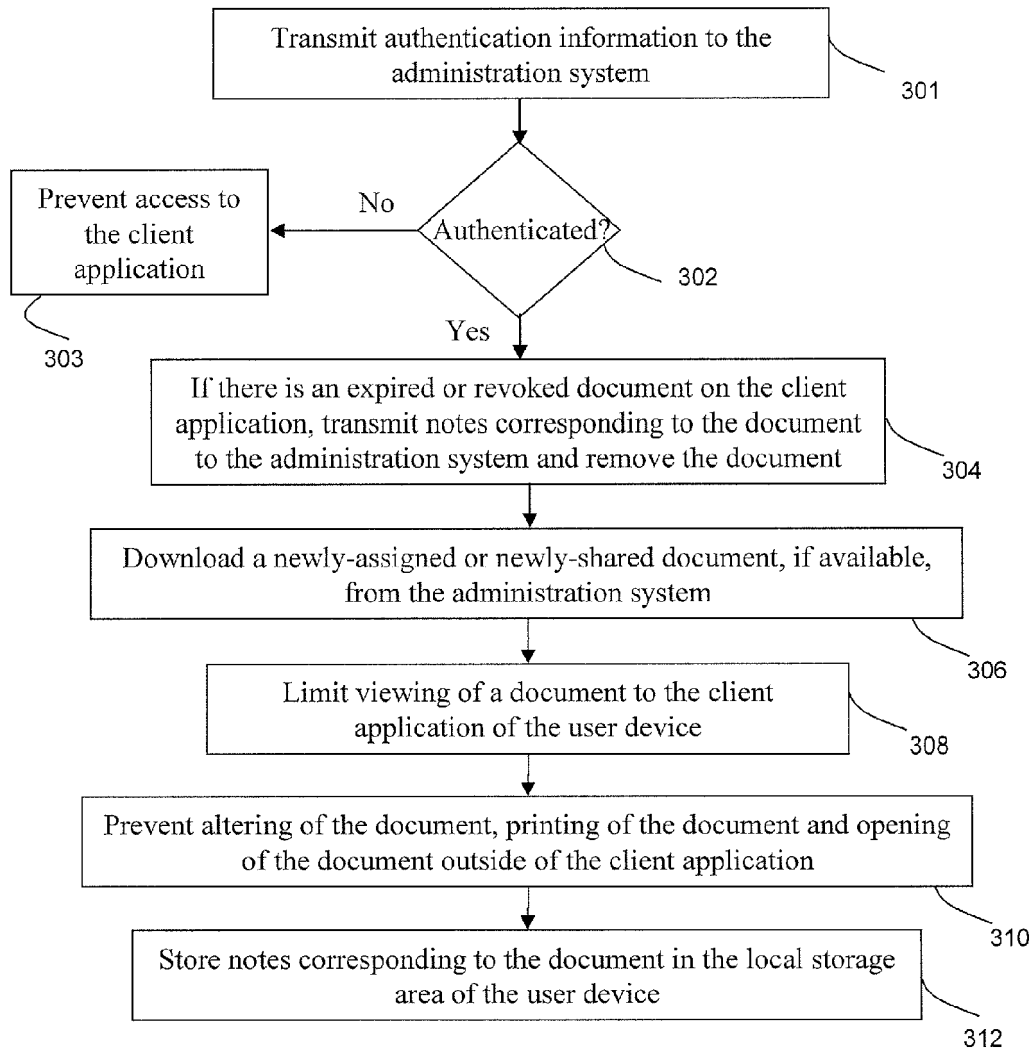 Transmit authentication information to the
administration system
301
Authenticated?
302
No
Prevent access to
the client
application
303
Yes
If there is an expired or revoked document on the client
application, transmit notes corresponding to the document
to the administration system and remove the document
304
Download a newly-assigned or newly-shared document, if available,
from the administration system
306
Limit viewing of a document to the client
application of the user device
308
Prevent altering of the document, printing of the document and opening
of the document outside of the client application
310
Store notes corresponding to the document in the local storage
area of the user device
312